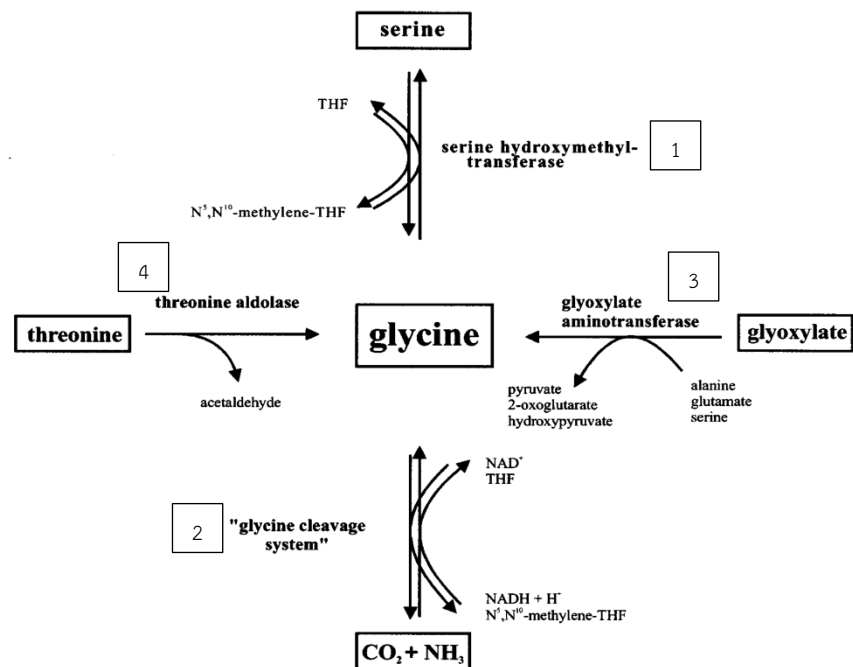 serine
THF
serine hydroxymethyl-
transferase
1
N⁵,N¹⁰-methylene-THF
4
threonine aldolase
threonine
acetaldehyde
glycine
3
glyoxylate
aminotransferase
glyoxylate
pyruvate
2-oxoglutarate
hydroxypyruvate
alanine
glutamate
serine
2
"glycine cleavage
system"
NAD⁺
THF
NADH + H⁻
N⁵,N¹⁰-methylene-THF
CO₂ + NH₃